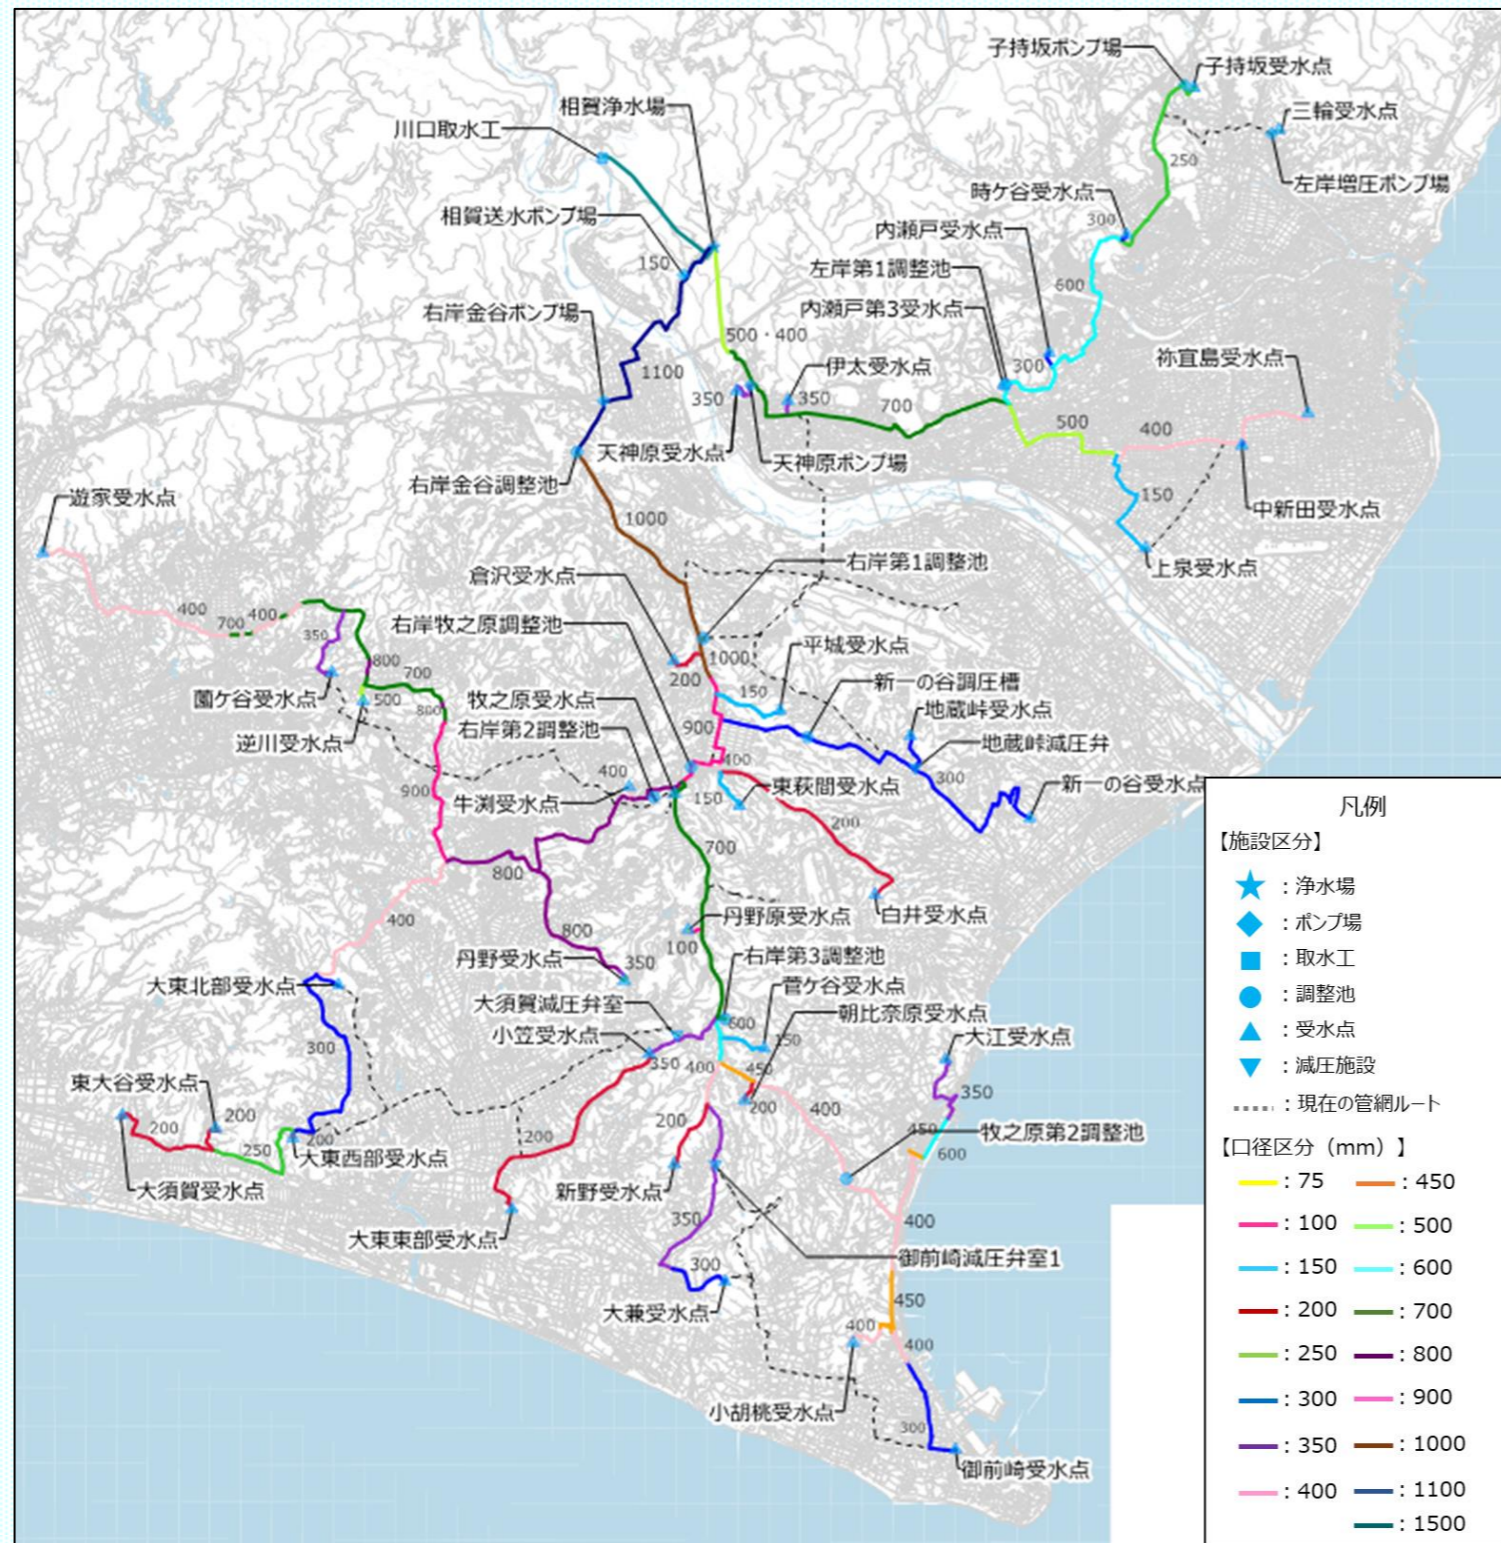 子持坂ポンプ場
子持坂受水点
相賀浄水場
三輪受水点
川口取水工
250
左岸増圧ポンプ場
時ケ谷受水点
300
相賀送水ポンプ場
内瀬戸受水点
150
左岸第1調整池
600
右岸金谷ポンプ場
内瀬戸第3受水点
500・400
祢宜島受水点
300
伊太受水点
1100
350
350
700
500
400
天神原受水点
天神原ポンプ場
右岸金谷調整池
遊家受水点
150
中新田受水点
1000
右岸第1調整池
上泉受水点
倉沢受水点
400
400
700
右岸牧之原調整池
350
平城受水点
1000
800
200
700
150
新一の谷調圧槽
薗ケ谷受水点
500
牧之原受水点
地蔵峠受水点
800
900
右岸第2調整池
逆川受水点
地蔵峠減圧弁
400
400
300
900
東萩間受水点
新一の谷受水点
牛渕受水点
150
200
700
800
400
白井受水点
丹野原受水点
800
100
丹野受水点
350
右岸第3調整池
大東北部受水点
菅ケ谷受水点
大須賀減圧弁室
朝比奈原受水点
600
小笠受水点
150
大江受水点
300
350
400
450
東大谷受水点
350
200
200
400
200
牧之原第2調整池
200
200
450
250
600
大東西部受水点
大須賀受水点
新野受水点
350
400
大東東部受水点
御前崎減圧弁室1
300
大兼受水点
450
400
400
小胡桃受水点
300
御前崎受水点
凡例
【施設区分】
：浄水場
：ポンプ場
：取水工
：調整池
：受水点
：減圧施設
：現在の管網ルート
【口径区分（mm）】
：75 ：450
：100 ：500
：150 ：600
：200 ：700
：250 ：800
：300 ：900
：350 ：1000
：400 ：1100
：1500